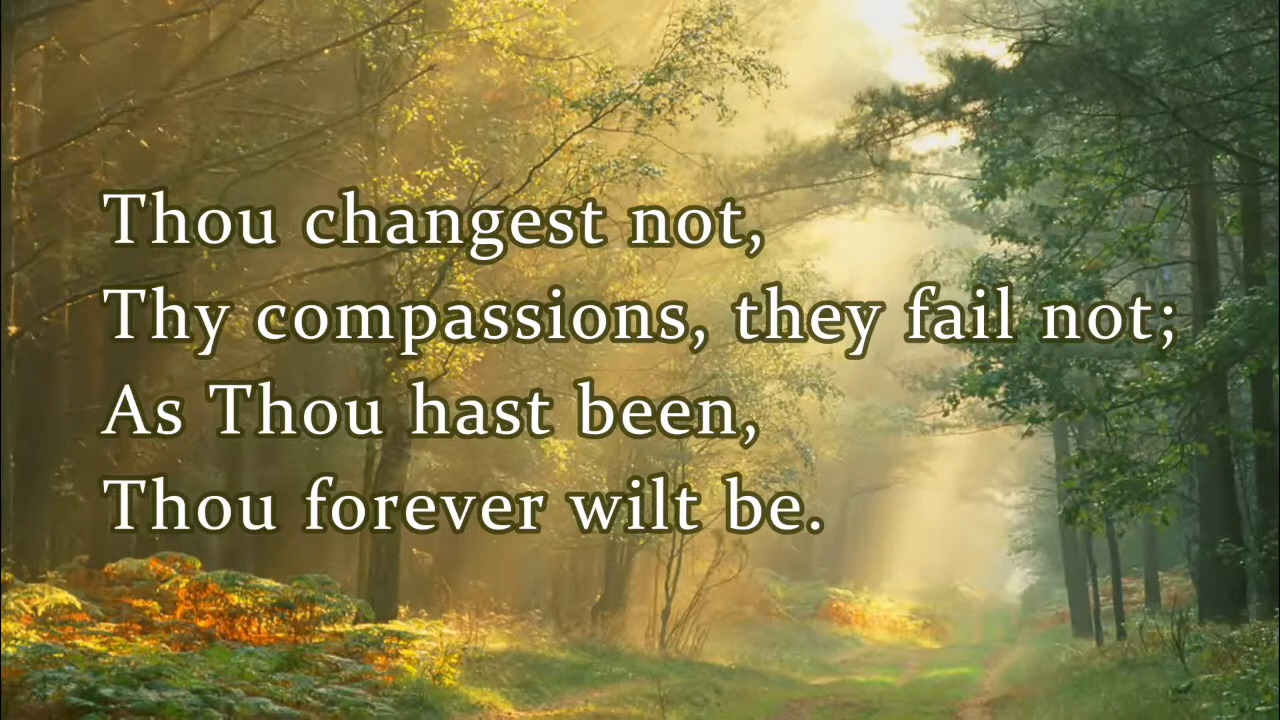 Thou changest not,
Thy compassions, they fail not;
As Thou hast been,
Thou forever wilt be.